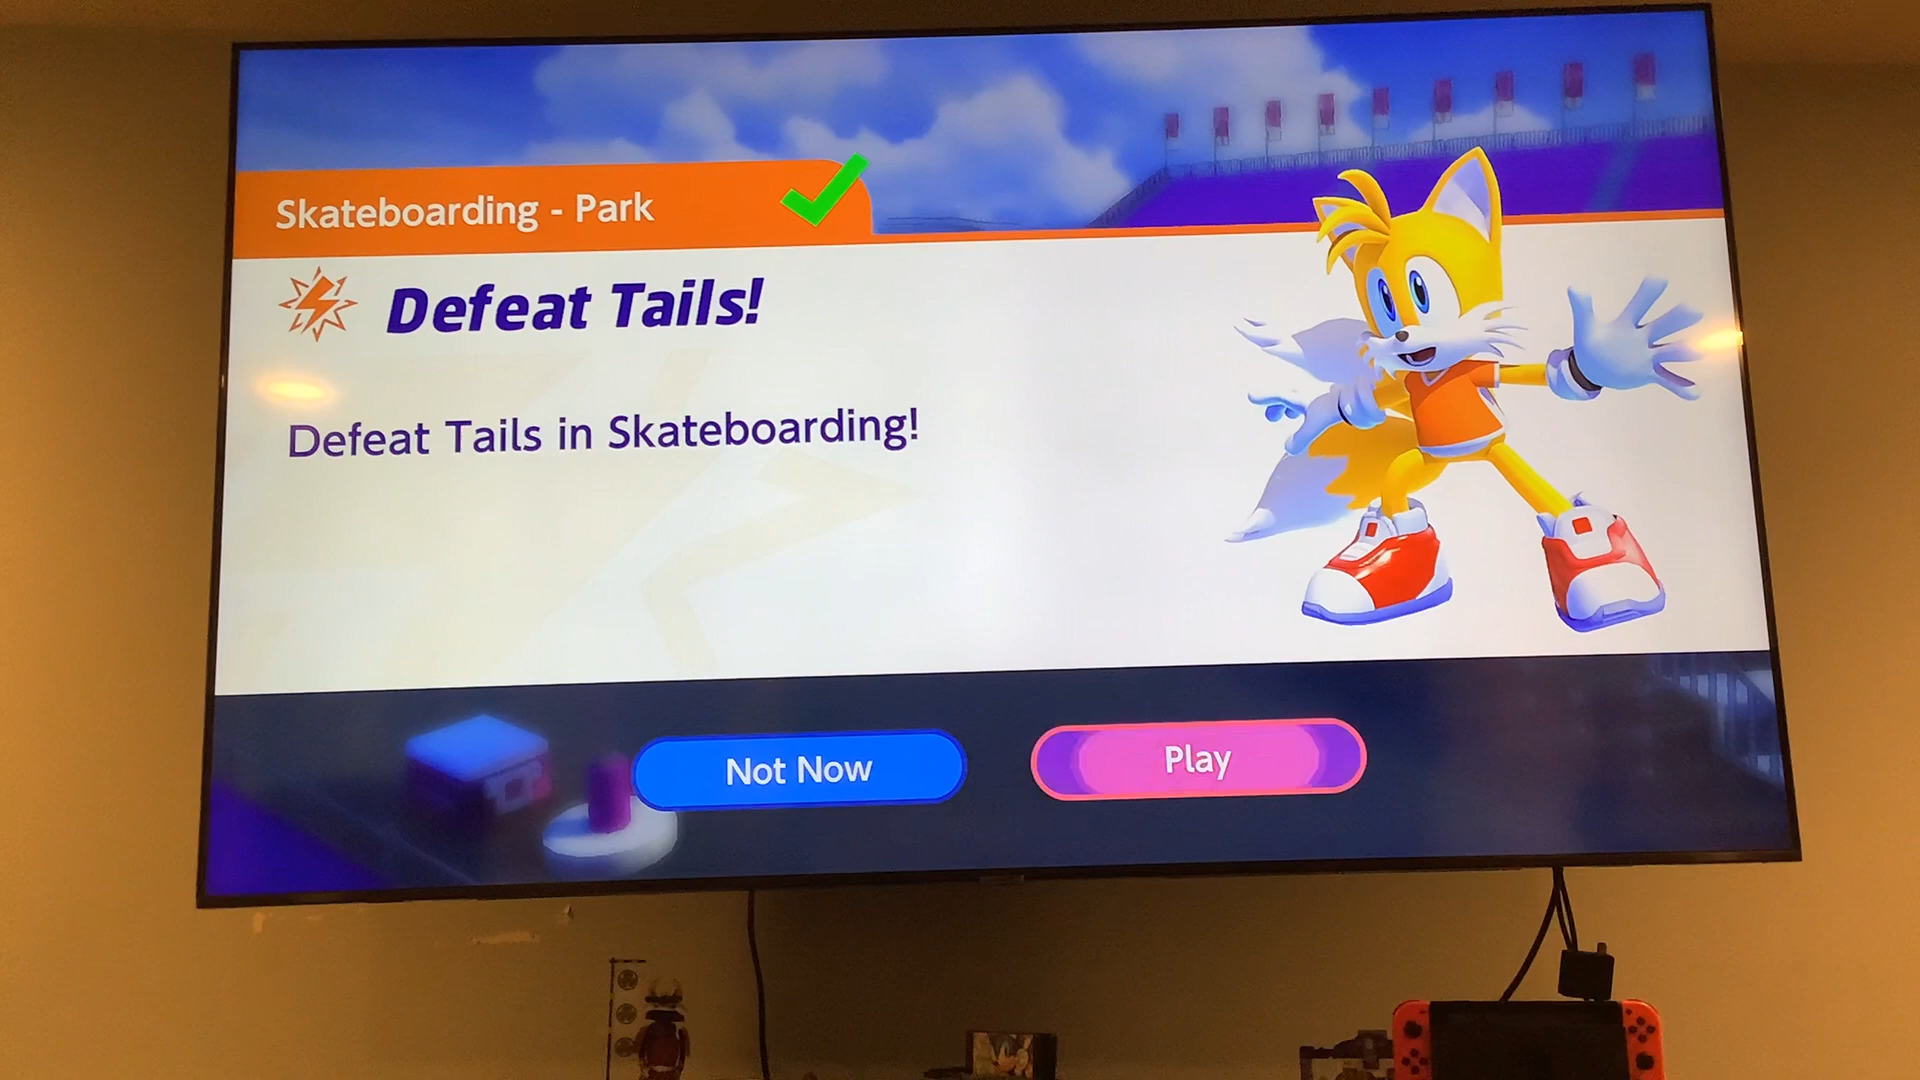 Skateboarding - Park
Defeat Tails!
Defeat Tails in Skateboarding!
Not Now
Play